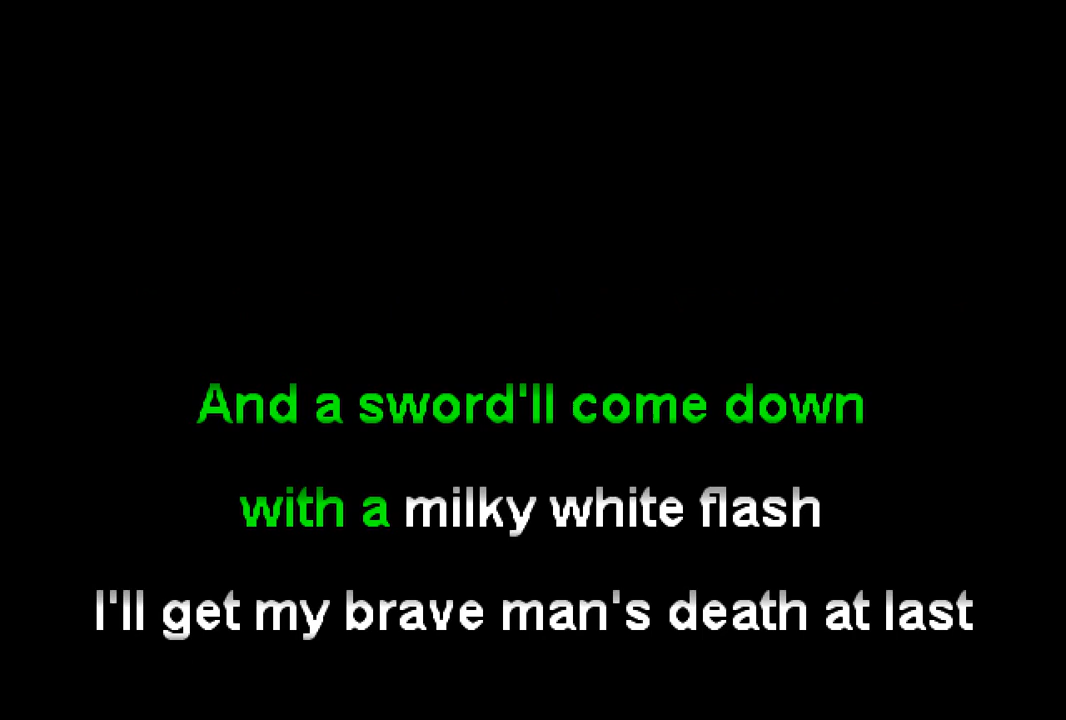 And a sword'll come down
with a milky white flash
I'll get my brave man's death at last